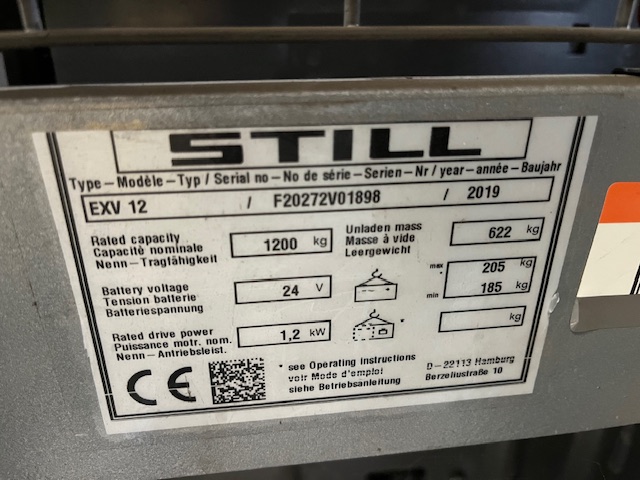 STILL
Type – Modèle – Typ / Serial no – No de série – Serien – Nr / year – année – Baujahr
EXV 12 / F20272V01898 / 2019
Rated capacity
Capacité nominale
Nenn – Tragfähigkeit
1200 kg
Unladen mass
Masse à vide
Leergewicht
622 kg
Battery voltage
Tension batterie
Batteriespannung
24 V
max * 205 kg
min 185 kg
Rated drive power
Puissance motr. nom.
Nenn – Antriebsleist.
1,2 kW
* kg
* see Operating instructions
voir Mode d'emploi
siehe Betriebsanleitung
D – 22113 Hamburg
Berzeliustraße 10
CE